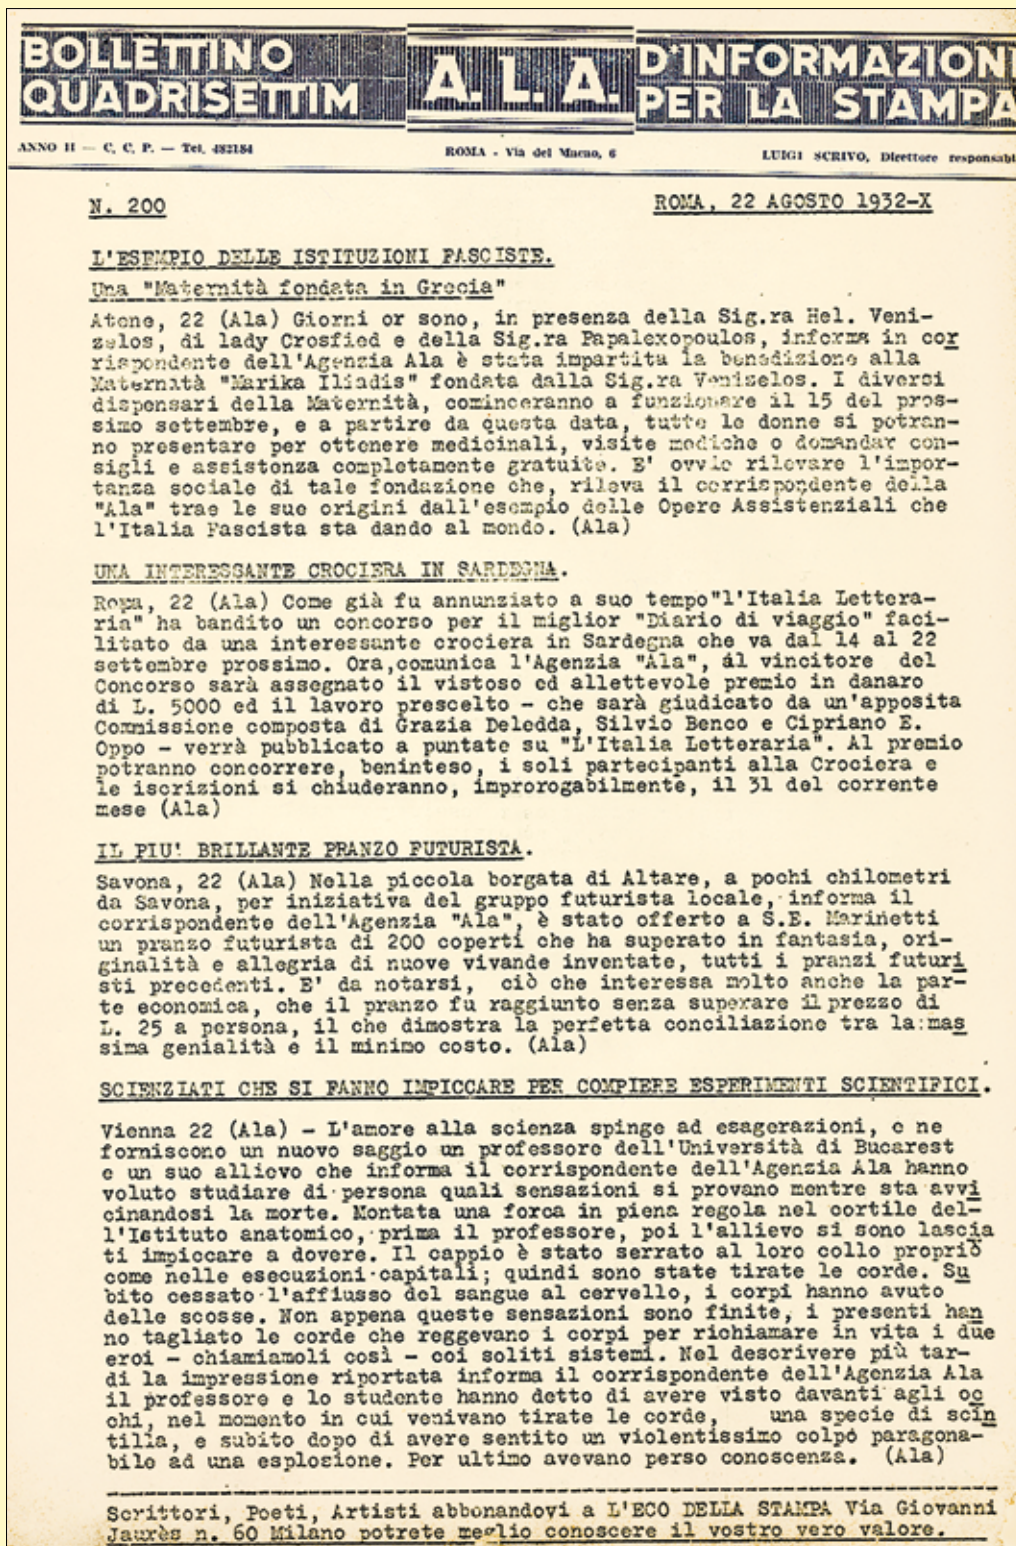 BOLLETTINO QUADRISETTIM
A. L. A.
D'INFORMAZIONI PER LA STAMPA
ANNO II — C. C. P. — Tel. 482184
ROMA - Via del Macao, 6
LUIGI SCRIVO, Direttore responsabi
N. 200
ROMA, 22 AGOSTO 1932-X
L'ESEMPIO DELLE ISTITUZIONI FASCISTE.
Una "Maternità fondata in Grecia"
Atene, 22 (Ala) Giorni or sono, in presenza della Sig.ra Hel. Veni-
zelos, di lady Crosfied e della Sig.ra Papalexopoulos, informa in cor
rispondente dell'Agenzia Ala è stata impartita la benedizione alla
Maternità "Marika Iliadis" fondata dalla Sig.ra Veniselos. I diversi
dispensari della Maternità, cominceranno a funzionare il 15 del pros-
simo settembre, e a partire da questa data, tutte le donne si potran-
no presentare per ottenere medicinali, visite mediche o domandar con-
sigli e assistenza completamente gratuite. E' ovvio rilevare l'impor-
tanza sociale di tale fondazione che, rileva il corrispondente della
"Ala" trae le sue origini dall'esempio delle Opere Assistenziali che
l'Italia Fascista sta dando al mondo. (Ala)
UNA INTERESSANTE CROCIERA IN SARDEGNA.
Roma, 22 (Ala) Come già fu annunziato a suo tempo"l'Italia Lettera-
ria" ha bandito un concorso per il miglior "Diario di viaggio" faci-
litato da una interessante crociera in Sardegna che va dal 14 al 22
settembre prossimo. Ora,comunica l'Agenzia "Ala", al vincitore del
Concorso sarà assegnato il vistoso ed allettevole premio in danaro
di L. 5000 ed il lavoro prescelto - che sarà giudicato da un'apposita
Commissione composta di Grazia Deledda, Silvio Benco e Cipriano E.
Oppo - verrà pubblicato a puntate su "L'Italia Letteraria". Al premio
potranno concorrere, beninteso, i soli partecipanti alla Crociera e
le iscrizioni si chiuderanno, improrogabilmente, il 31 del corrente
mese (Ala)
IL PIU' BRILLANTE PRANZO FUTURISTA.
Savona, 22 (Ala) Nella piccola borgata di Altare, a pochi chilometri
da Savona, per iniziativa del gruppo futurista locale, informa il
corrispondente dell'Agenzia "Ala", è stato offerto a S.E. Marinetti
un pranzo futurista di 200 coperti che ha superato in fantasia, ori-
ginalità e allegria di nuove vivande inventate, tutti i pranzi futuri
sti precedenti. E' da notarsi, ciò che interessa molto anche la par-
te economica, che il pranzo fu raggiunto senza superare il prezzo di
L. 25 a persona, il che dimostra la perfetta conciliazione tra la mas
sima genialità e il minimo costo. (Ala)
SCIENZIATI CHE SI FANNO IMPICCARE PER COMPIERE ESPERIMENTI SCIENTIFICI.
Vienna 22 (Ala) - L'amore alla scienza spinge ad esagerazioni, e ne
forniscono un nuovo saggio un professore dell'Università di Bucarest
e un suo allievo che informa il corrispondente dell'Agenzia Ala hanno
voluto studiare di persona quali sensazioni si provano mentre sta avvi
cinandosi la morte. Montata una forca in piena regola nel cortile del-
l'Istituto anatomico, prima il professore, poi l'allievo si sono lascia
ti impiccare a dovere. Il cappio è stato serrato al loro collo propriò
come nelle esecuzioni capitali; quindi sono state tirate le corde. Su
bito cessato l'affiusso del sangue al cervello, i corpi hanno avuto
delle scosse. Non appena queste sensazioni sono finite, i presenti han
no tagliato le corde che reggevano i corpi per richiamare in vita i due
eroi - chiamiamoli così - coi soliti sistemi. Nel descrivere più tar-
di la impressione riportata informa il corrispondente dell'Agenzia Ala
il professore e lo studente hanno detto di avere visto davanti agli oc
chi, nel momento in cui venivano tirate le corde, una specie di scin
tilla, e subito dopo di avere sentito un violentissimo colpo paragona-
bile ad una esplosione. Per ultimo avevano perso conoscenza. (Ala)
Scrittori, Poeti, Artisti abbonandovi a L'ECO DELLA STAMPA Via Giovanni
Jaurès n. 60 Milano potrete meglio conoscere il vostro vero valore.